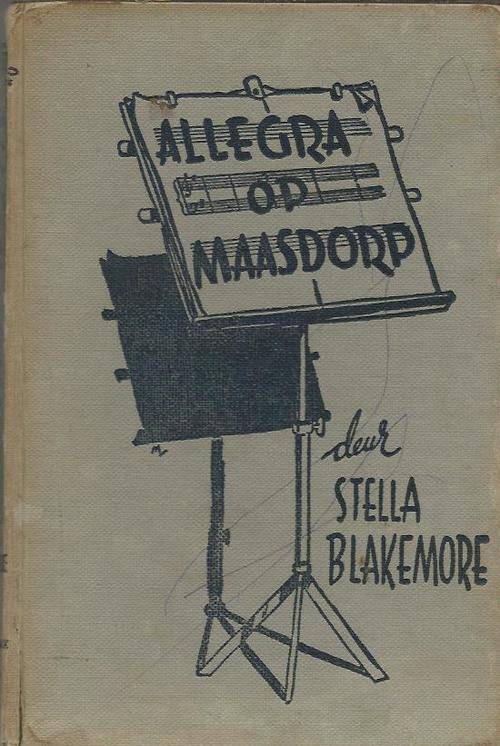 ALLEGRA
OP
MAASDORP
deur
STELLA
BLAKEMORE